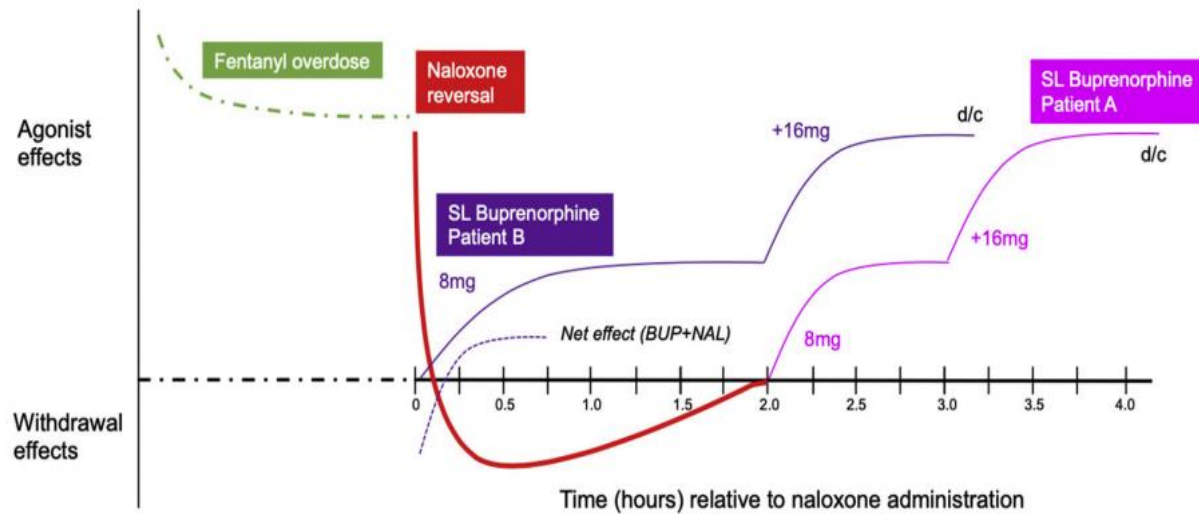 Fentanyl overdose
Naloxone
reversal
SL Buprenorphine
Patient A
d/c
+16mg
d/c
Agonist
effects
SL Buprenorphine
Patient B
+16mg
8mg
Net effect (BUP+NAL)
8mg
0 0.5 1.0 1.5 2.0 2.5 3.0 3.5 4.0
Withdrawal
effects
Time (hours) relative to naloxone administration